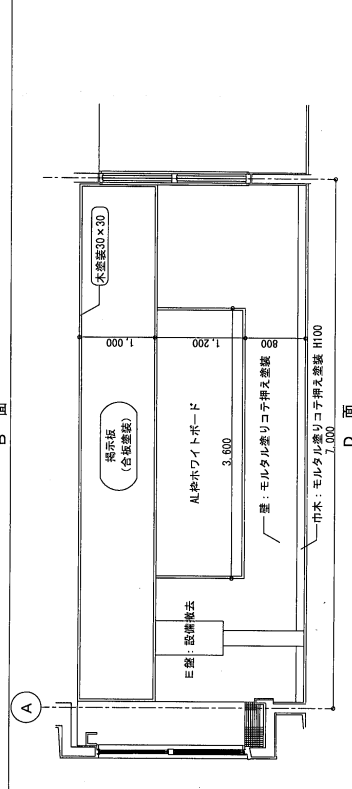 B 面
木塗装30×30
掲示板
(合板塗装)
1,000
AL枠ホワイトボード
1,200
3,600
800
壁：モルタル塗りコテ押え塗装
E盤：設備撤去
巾木：モルタル塗りコテ押え塗装 H100
7,000
A
D 面